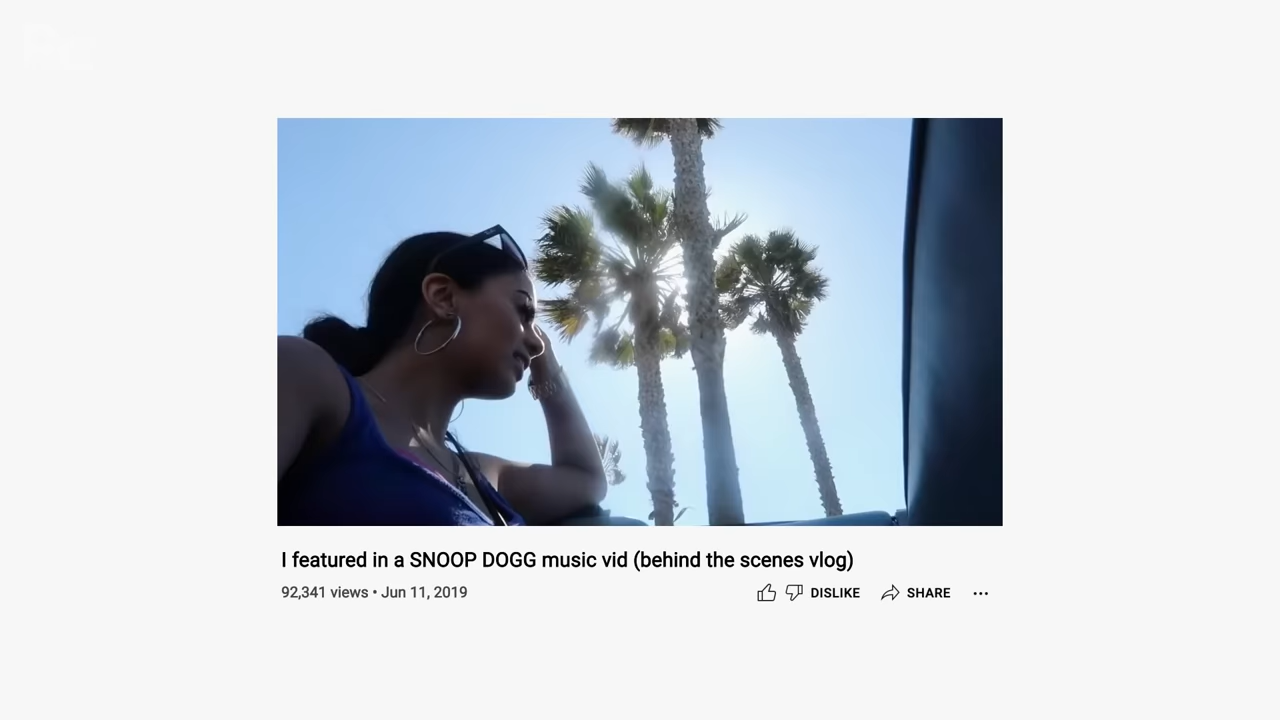 I featured in a SNOOP DOGG music vid (behind the scenes vlog)
92,341 views • Jun 11, 2019 DISLIKE SHARE